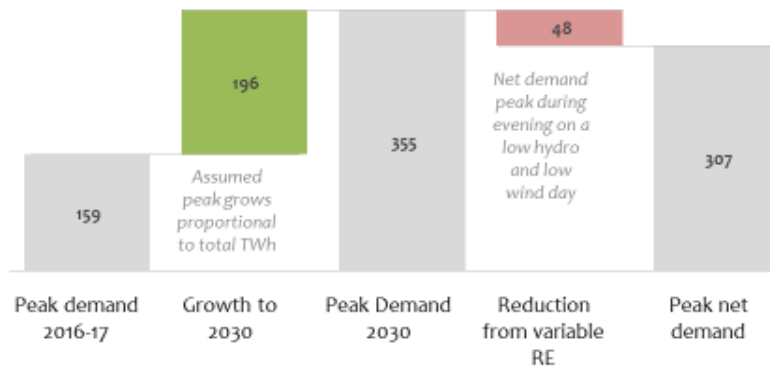 48
196
Net demand
peak during
evening on a
low hydro
and low
wind day
355
307
Assumed
peak grows
proportional
to total TWh
159
Peak demand
2016-17
Growth to
2030
Peak Demand
2030
Reduction
from variable
RE
Peak net
demand